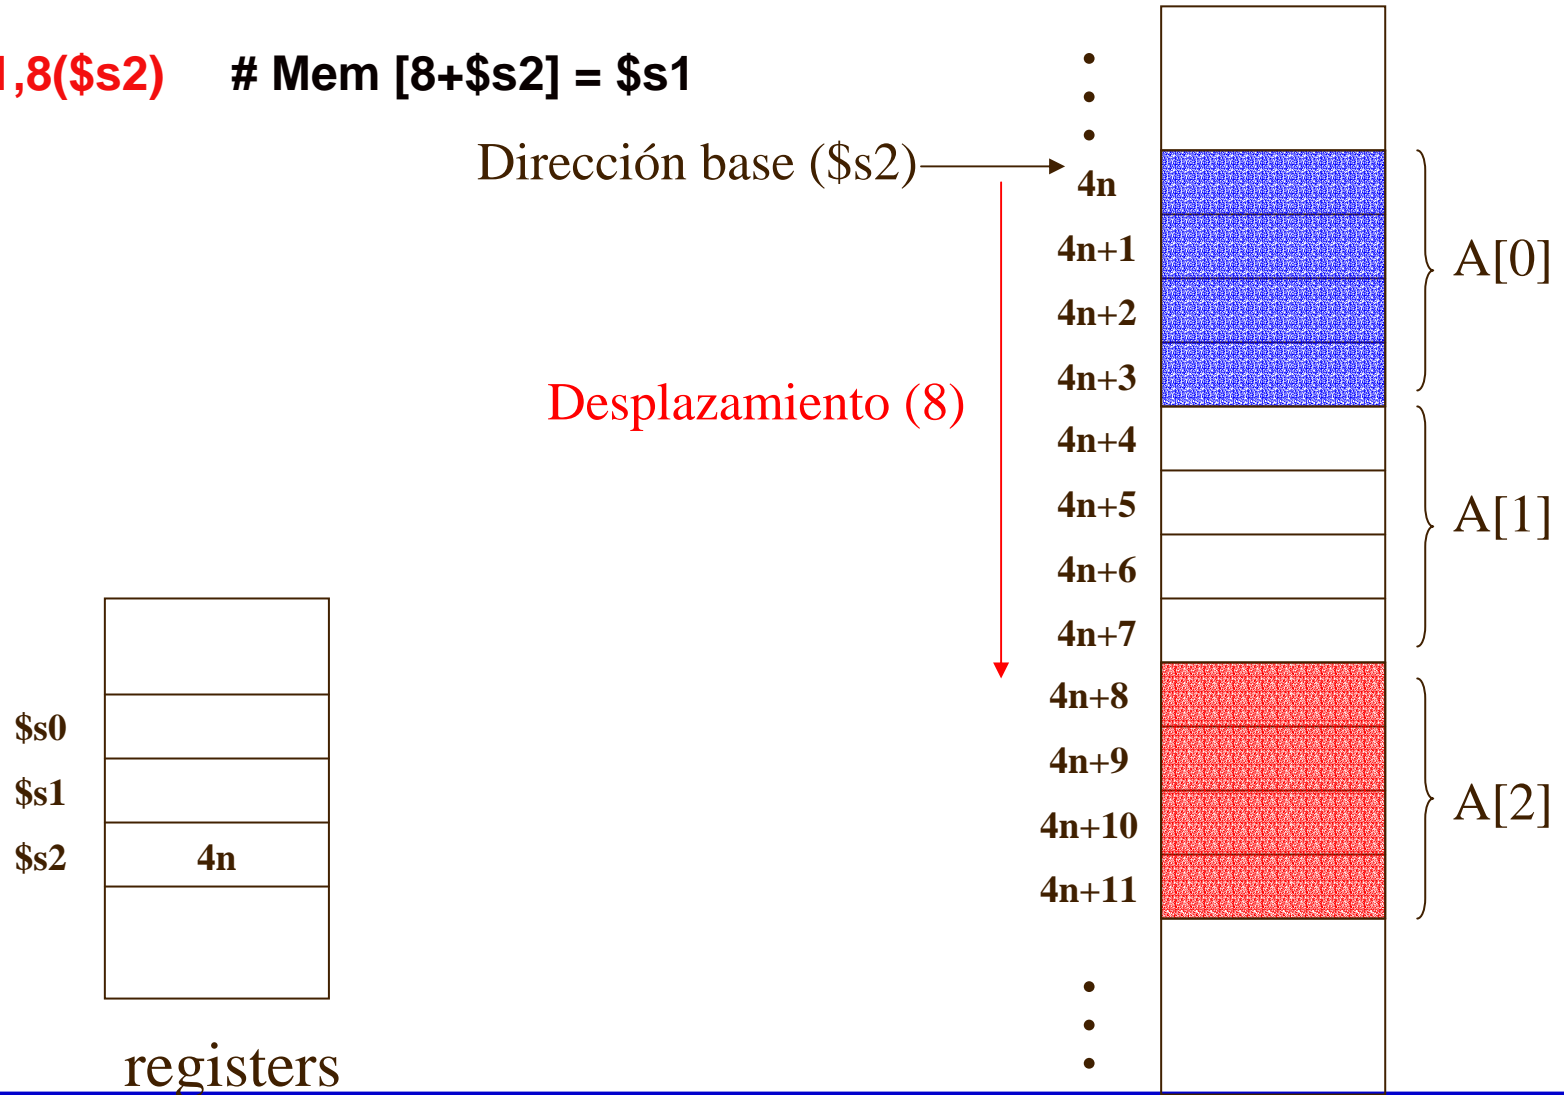 1,8($s2) # Mem [8+$s2] = $s1
Dirección base ($s2)
4n
4n+1
A[0]
4n+2
4n+3
Desplazamiento (8)
4n+4
4n+5
A[1]
4n+6
4n+7
4n+8
$s0
4n+9
$s1
A[2]
4n+10
$s2 4n
4n+11
registers